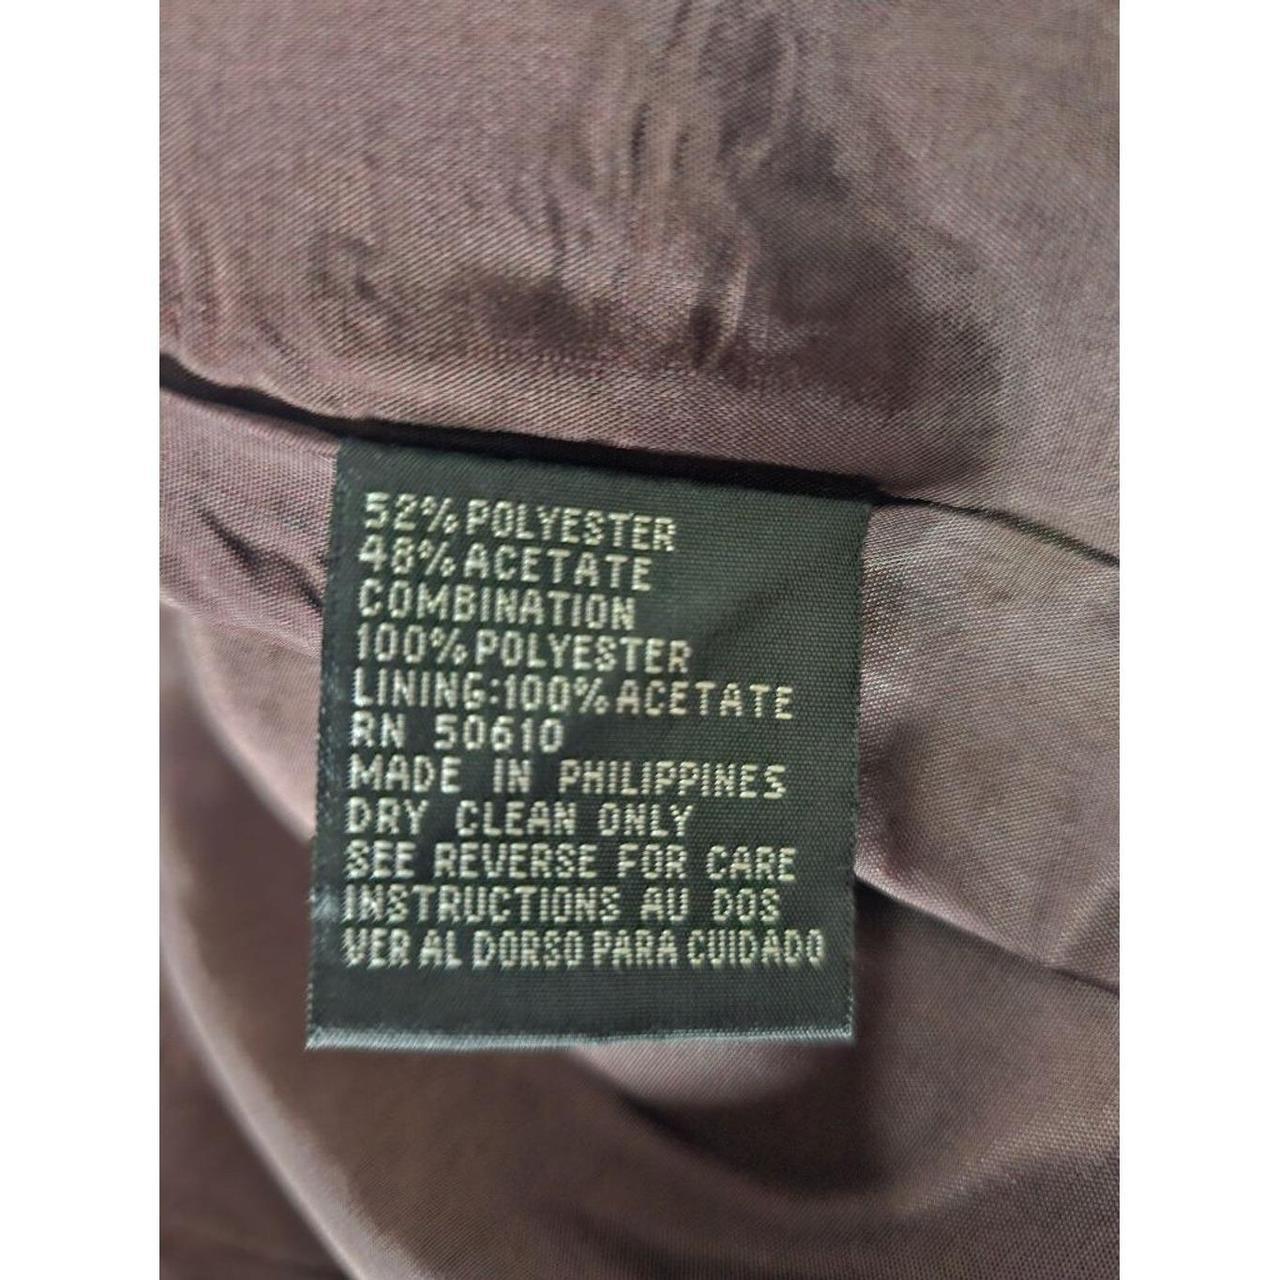 52% POLYESTER
48% ACETATE
COMBINATION
100% POLYESTER
LINING:100% ACETATE
RN 50610
MADE IN PHILIPPINES
DRY CLEAN ONLY
SEE REVERSE FOR CARE
INSTRUCTIONS AU DOS
VER AL DORSO PARA CUIDADO